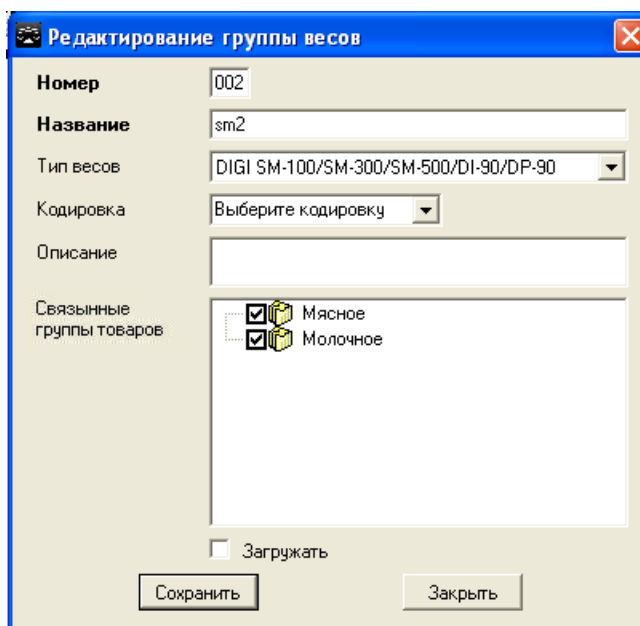 Редактирование группы весов
Номер 002
Название sm2
Тип весов DIGI SM-100/SM-300/SM-500/DI-90/DP-90
Кодировка Выберите кодировку
Описание
Связынные
группы товаров
Мясное
Молочное
Загружать
Сохранить Закрыть